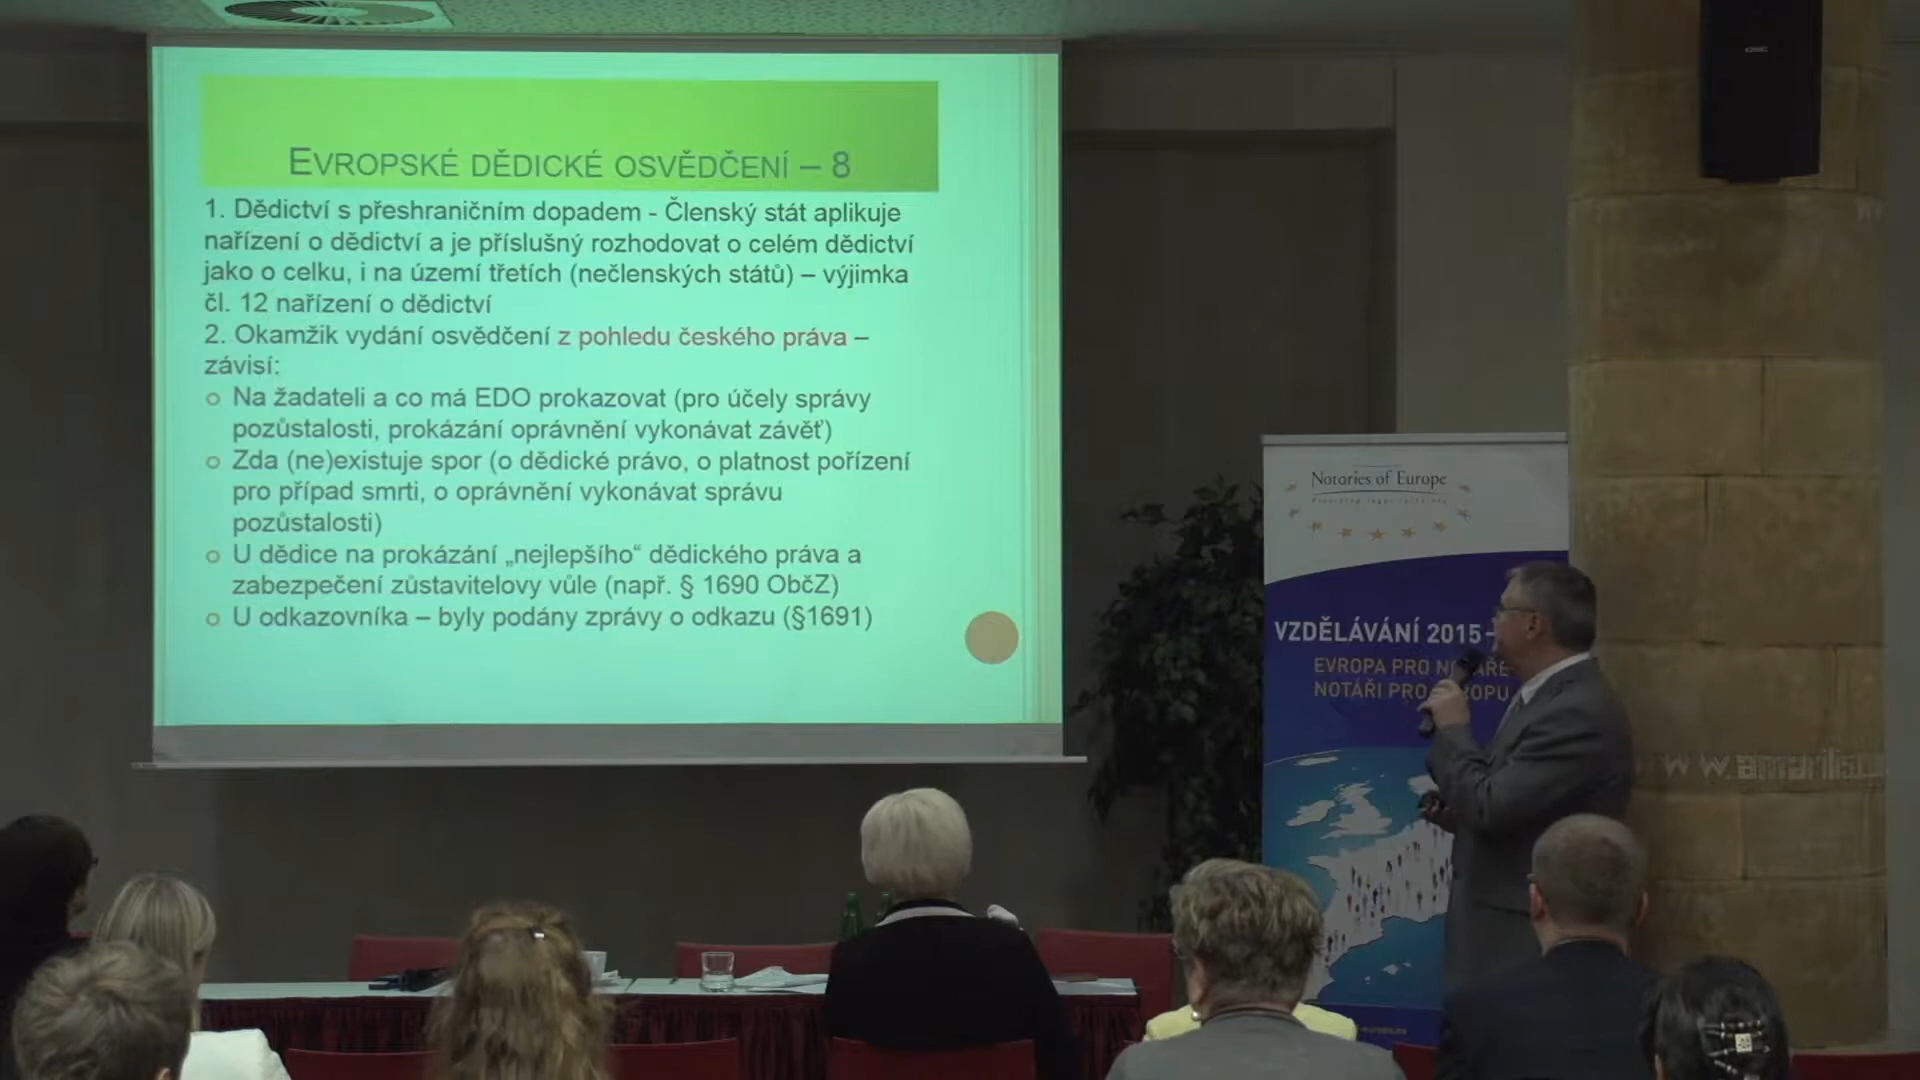 EVROPSKÉ DĚDICKÉ OSVĚDČENÍ – 8
1. Dědictví s přeshraničním dopadem - Členský stát aplikuje
nařízení o dědictví a je příslušný rozhodovat o celém dědictví
jako o celku, i na území třetích (nečlenských států) – výjimka
čl. 12 nařízení o dědictví
2. Okamžik vydání osvědčení z pohledu českého práva –
závisí:
Na žadateli a co má EDO prokazovat (pro účely správy
pozůstalosti, prokázání oprávnění vykonávat závěť)
Zda (ne)existuje spor (o dědické právo, o platnost pořízení
pro případ smrti, o oprávnění vykonávat správu
pozůstalosti)
U dědice na prokázání „nejlepšího“ dědického práva a
zabezpečení zůstavitelovy vůle (např. § 1690 ObčZ)
U odkazovníka – byly podány zprávy o odkazu (§1691)
Notaries of Europe
VZDĚLÁVÁNÍ 2015-
EVROPA PRO
NOTÁŘI PRO